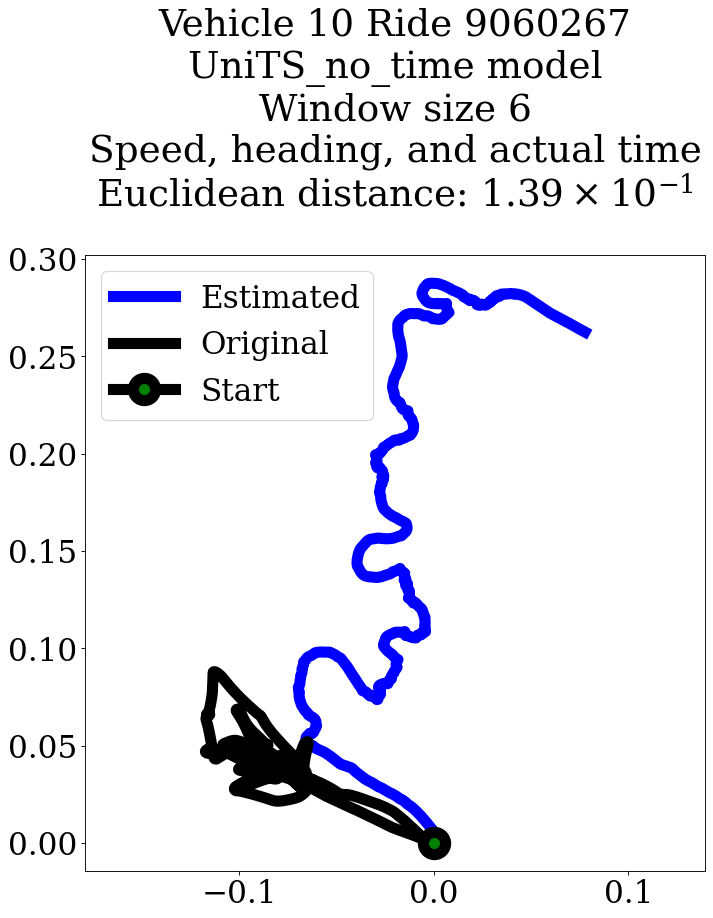 Vehicle 10 Ride 9060267
UniTS_no_time model
Window size 6
Speed, heading, and actual time
Euclidean distance: 1.39 × 10⁻¹
0.30
Estimated
Original
Start
0.25
0.20
0.15
0.10
0.05
0.00
−0.1 0.0 0.1